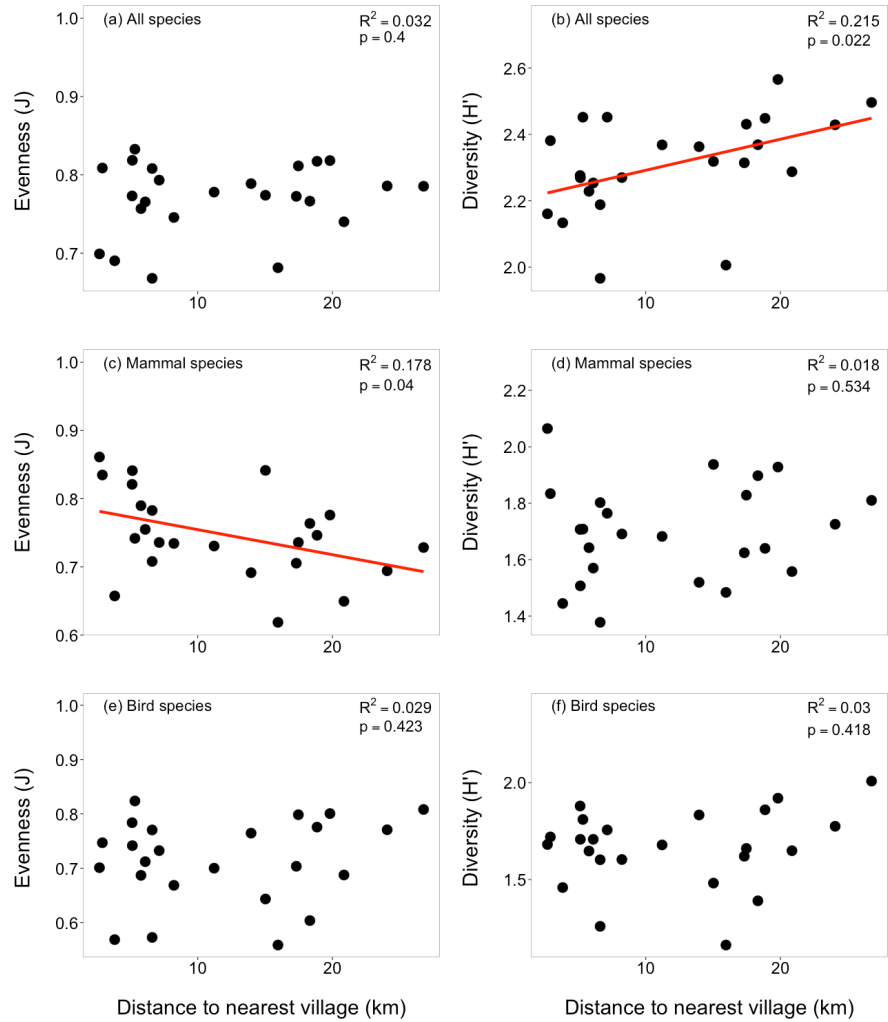 (a) All species
R² = 0.032
p = 0.4
Evenness (J)
1.0
0.9
0.8
0.7
10
20
(b) All species
R² = 0.215
p = 0.022
Diversity (H')
2.6
2.4
2.2
2.0
10
20
(c) Mammal species
R² = 0.178
p = 0.04
Evenness (J)
1.0
0.9
0.8
0.7
0.6
10
20
(d) Mammal species
R² = 0.018
p = 0.534
Diversity (H')
2.2
2.0
1.8
1.6
1.4
10
20
(e) Bird species
R² = 0.029
p = 0.423
Evenness (J)
1.0
0.9
0.8
0.7
0.6
10
20
Distance to nearest village (km)
(f) Bird species
R² = 0.03
p = 0.418
Diversity (H')
2.0
1.5
10
20
Distance to nearest village (km)